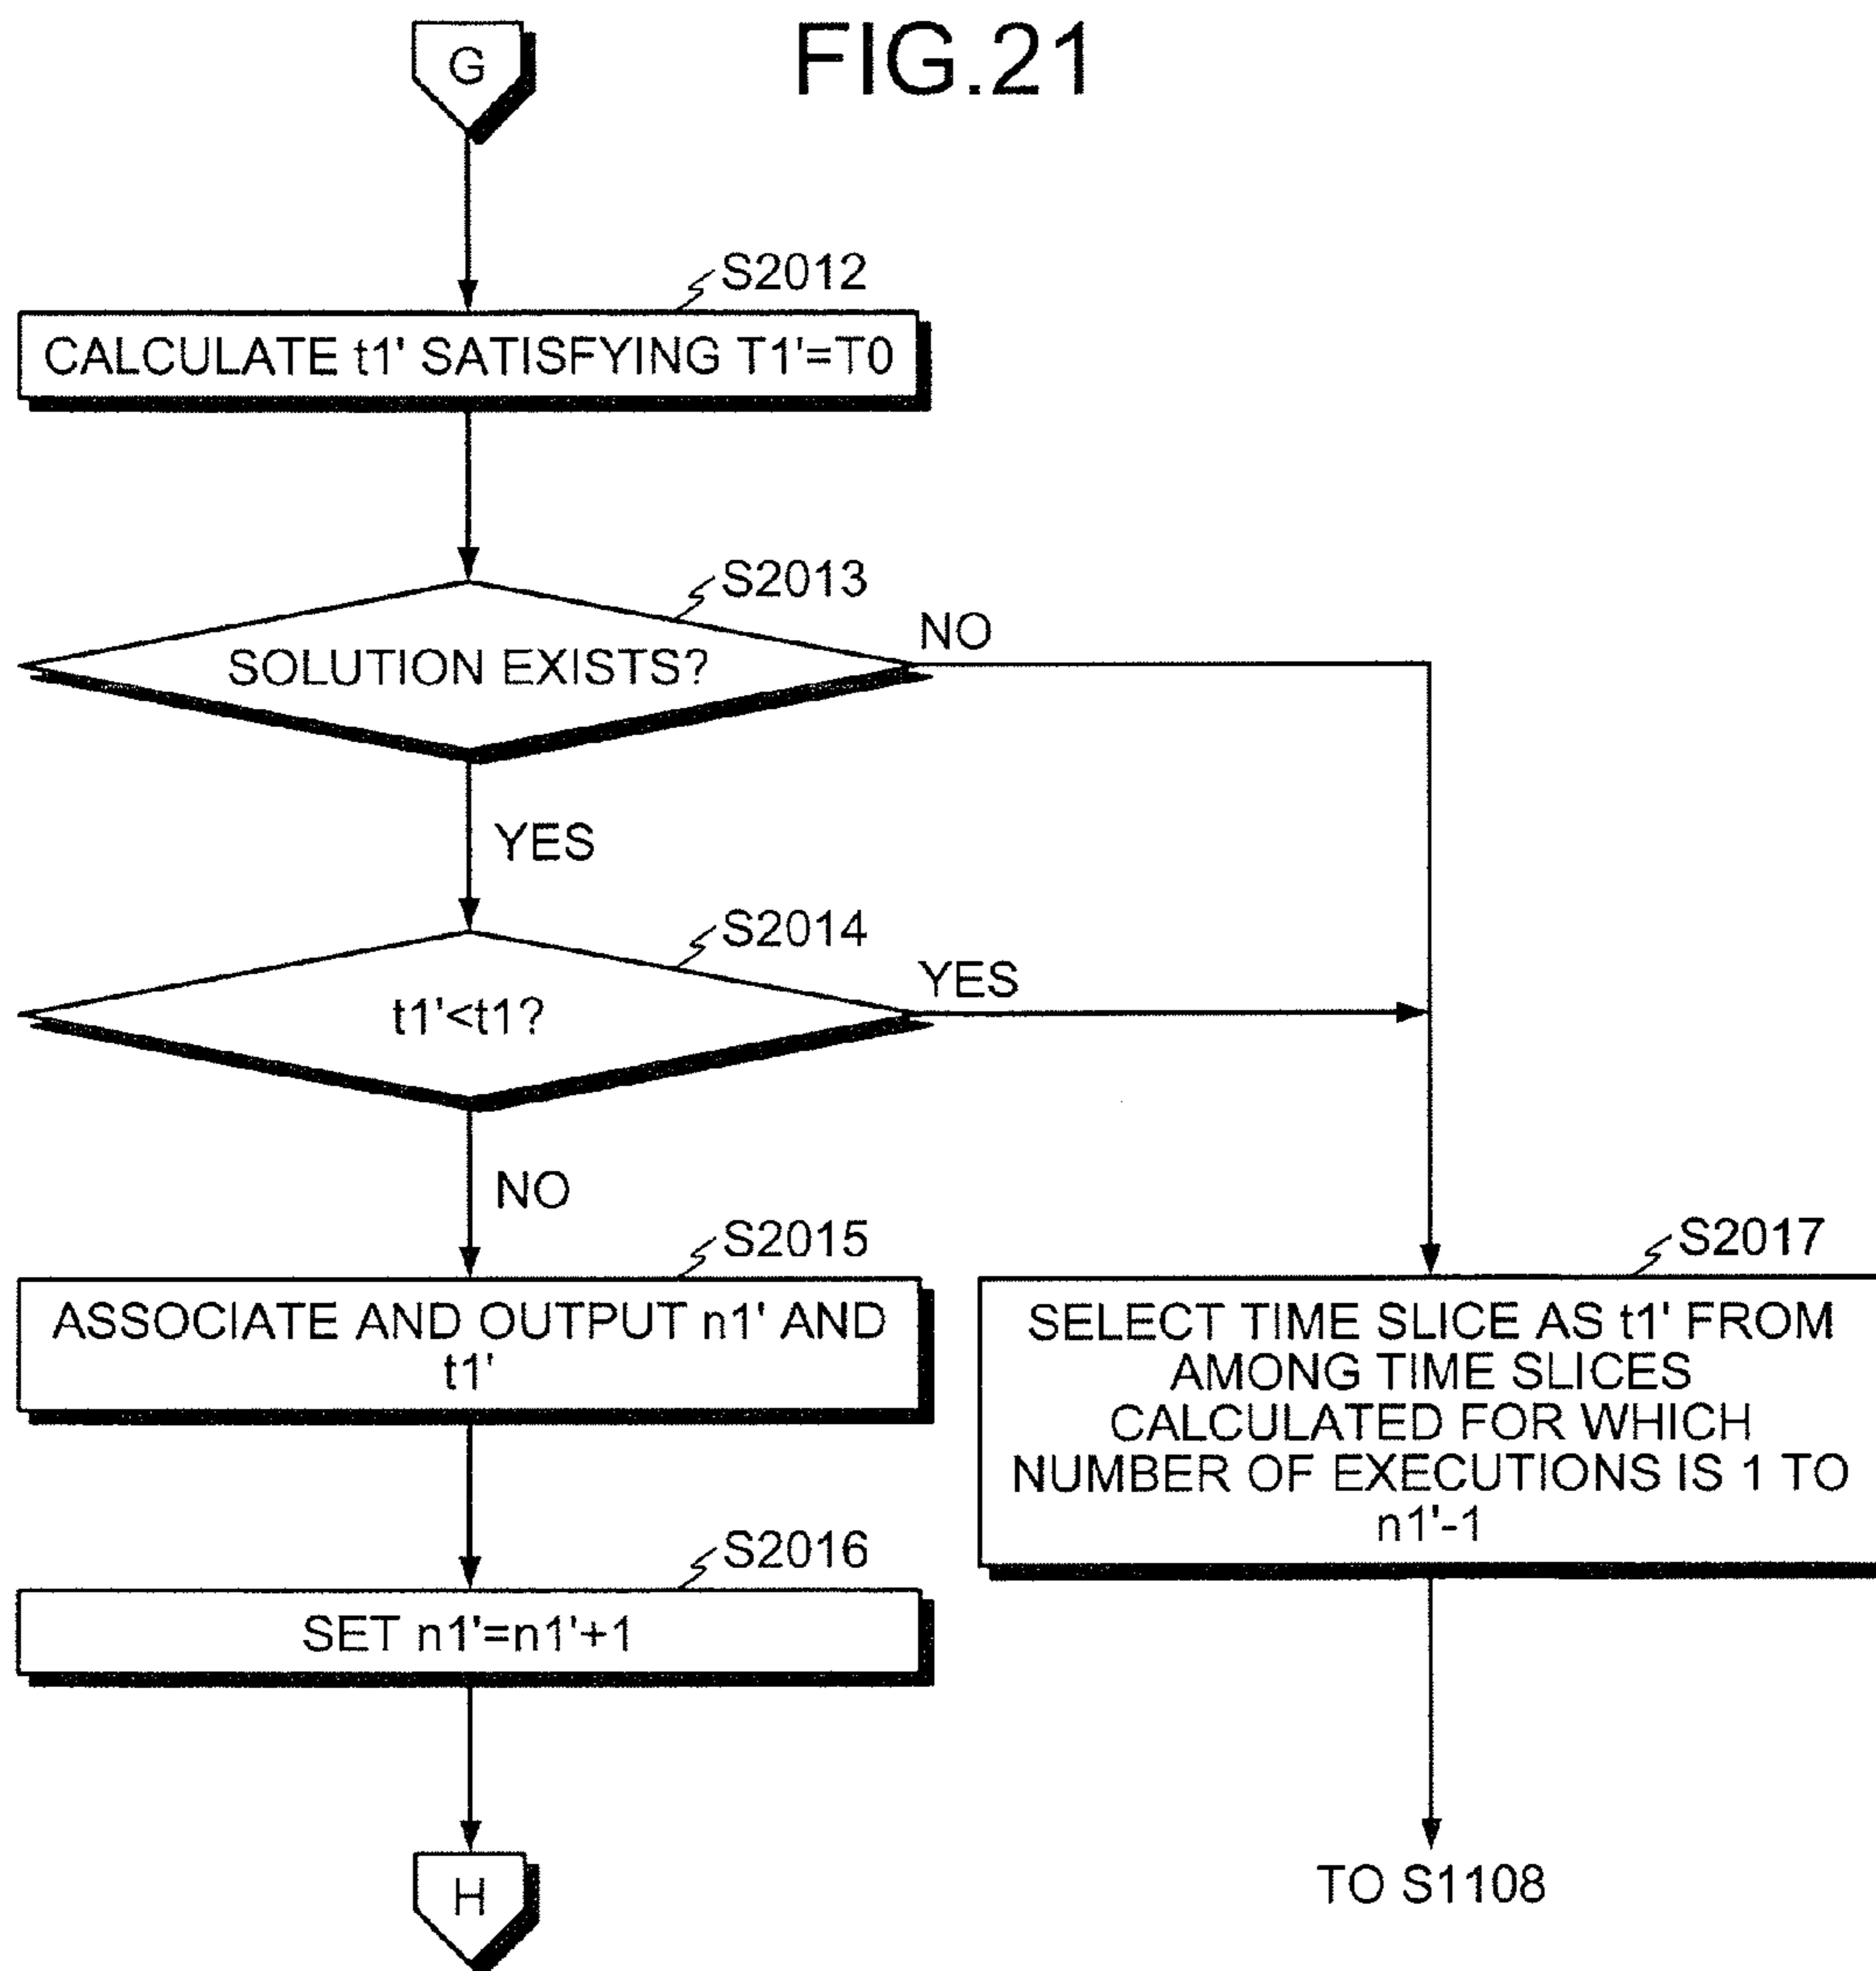 FIG.21
G
S2012
CALCULATE t1' SATISFYING T1'=T0
S2013
SOLUTION EXISTS?
NO
YES
S2014
t1'<t1?
YES
NO
S2015
ASSOCIATE AND OUTPUT n1' AND
t1'
S2016
SET n1'=n1'+1
H
S2017
SELECT TIME SLICE AS t1' FROM
AMONG TIME SLICES
CALCULATED FOR WHICH
NUMBER OF EXECUTIONS IS 1 TO
n1'-1
TO S1108